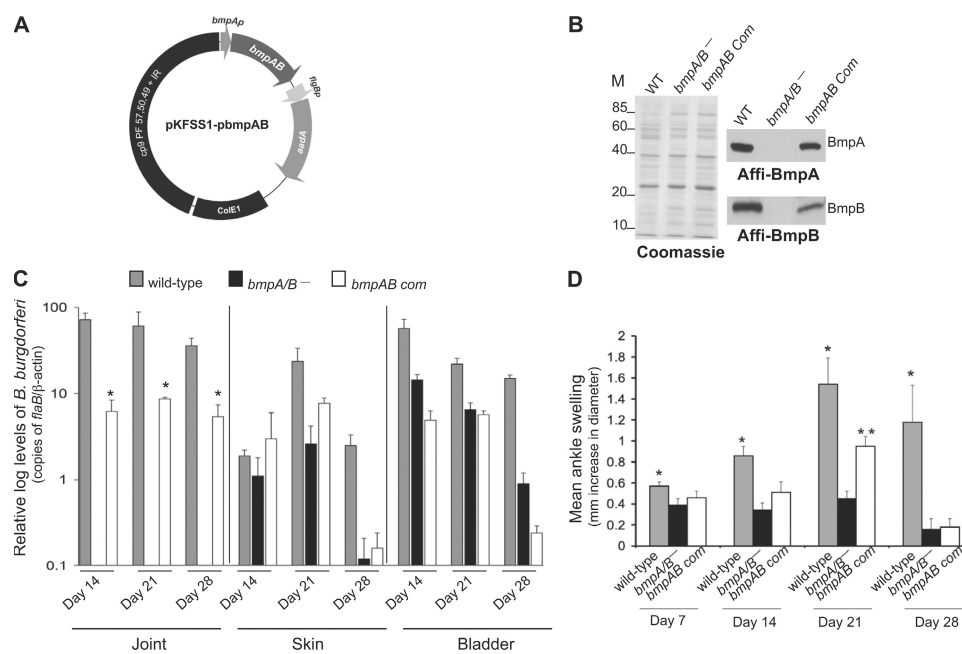 A
bmpAp
bmpAB
flgBp
Apee
cp9 PF 57,50,49 + IR
pKFSS1-pbmpAB
ColE1
B
WT
bmpA/B—
bmpAB Com
M
85
60
40
20
10
Coomassie
WT
bmpA/B—
bmpAB Com
BmpA
Affi-BmpA
BmpB
Affi-BmpB
C
wild-type
bmpA/B—
bmpAB com
Relative log levels of B. burgdorferi
(copies of flaB/β-actin)
100
10
1
0.1
* * *
Day 14 Day 21 Day 28
Day 14 Day 21 Day 28
Day 14 Day 21 Day 28
Joint Skin Bladder
D
Mean ankle swelling
(mm increase in diameter)
2
1.8
1.6
1.4
1.2
1
0.8
0.6
0.4
0.2
0
* * * ** *
wild-type bmpA/B— bmpAB com
wild-type bmpA/B— bmpAB com
wild-type bmpA/B— bmpAB com
wild-type bmpA/B— bmpAB com
Day 7 Day 14 Day 21 Day 28